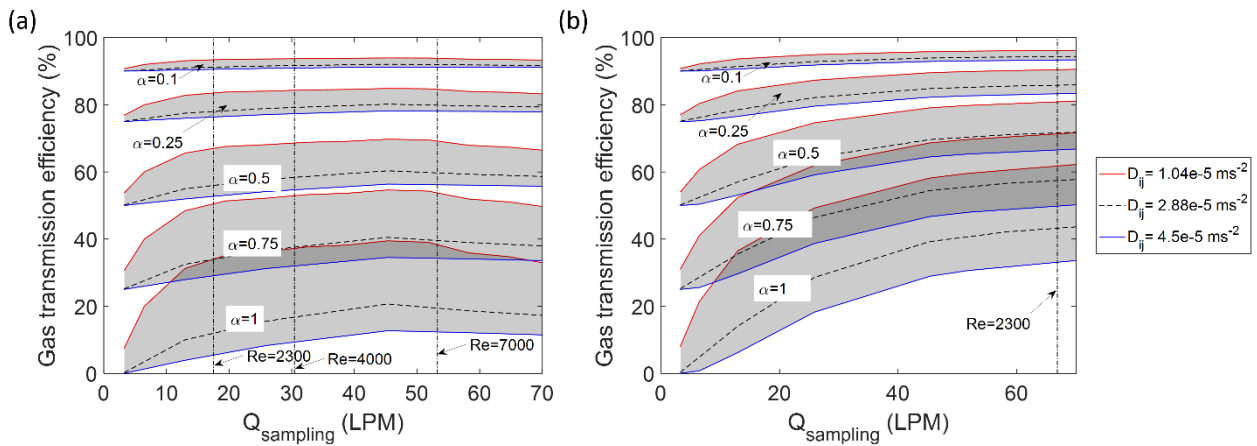 (a)
Gas transmission efficiency (%)
100
80
60
40
20
0
α=0.1
α=0.25
α=0.5
α=0.75
α=1
Re=2300
Re=4000
Re=7000
0 10 20 30 40 50 60 70
Q_sampling (LPM)
(b)
Gas transmission efficiency (%)
100
80
60
40
20
0
α=0.1
α=0.25
α=0.5
α=0.75
α=1
Re=2300
0 20 40 60
Q_sampling (LPM)
D_ij= 1.04e-5 ms⁻²
D_ij= 2.88e-5 ms⁻²
D_ij= 4.5e-5 ms⁻²